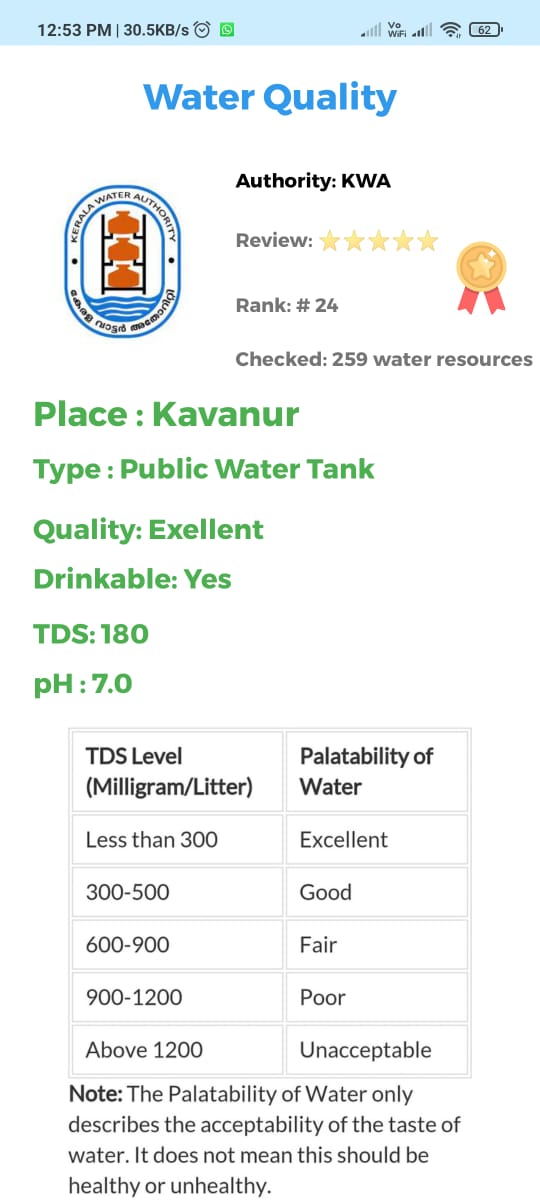 12:53 PM | 30.5KB/s
Vo
WiFi
62
Water Quality
KERALA WATER AUTHORITY
കേരള വാട്ടർ അതോറിറ്റി
Authority: KWA
Review:
Rank: # 24
Checked: 259 water resources
Place : Kavanur
Type : Public Water Tank
Quality: Exellent
Drinkable: Yes
TDS: 180
pH : 7.0
TDS Level Palatability of
(Milligram/Litter) Water
Less than 300 Excellent
300-500 Good
600-900 Fair
900-1200 Poor
Above 1200 Unacceptable
Note: The Palatability of Water only
describes the acceptability of the taste of
water. It does not mean this should be
healthy or unhealthy.